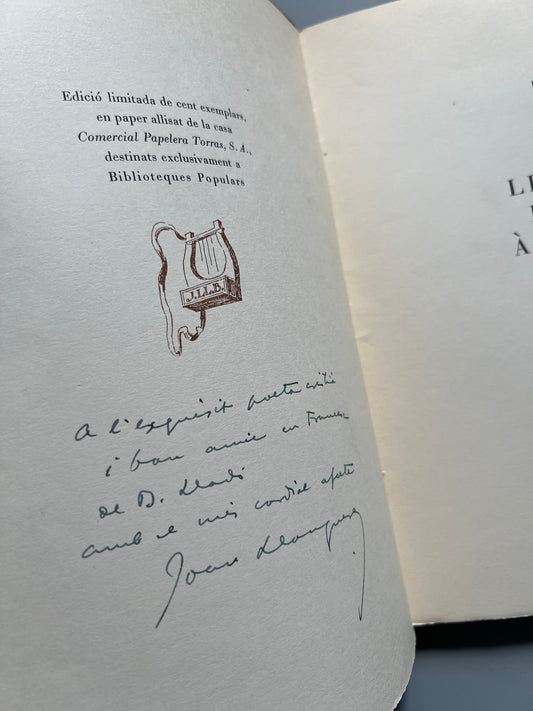 Edició limitada de cent exemplars,
en paper allisat de la casa
Comercial Papelera Torras, S. A.,
destinats exclusivament a
Biblioteques Populars
J.LL.B.
A l'exquisit poeta
i bon amic en Francesc
de B. Lladó
amb el més cordial afecte
Joan Llongueres
L
À